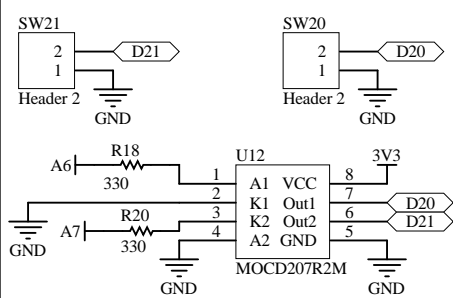 SW21
2 D21
1
Header 2
GND
SW20
2 D20
1
Header 2
GND
R18
A6
330
U12
3V3
1 A1 VCC 8
2 K1 Out1 7 D20
3 K2 Out2 6 D21
4 A2 GND 5
R20
A7
330
GND
MOCD207R2M
GND
GND